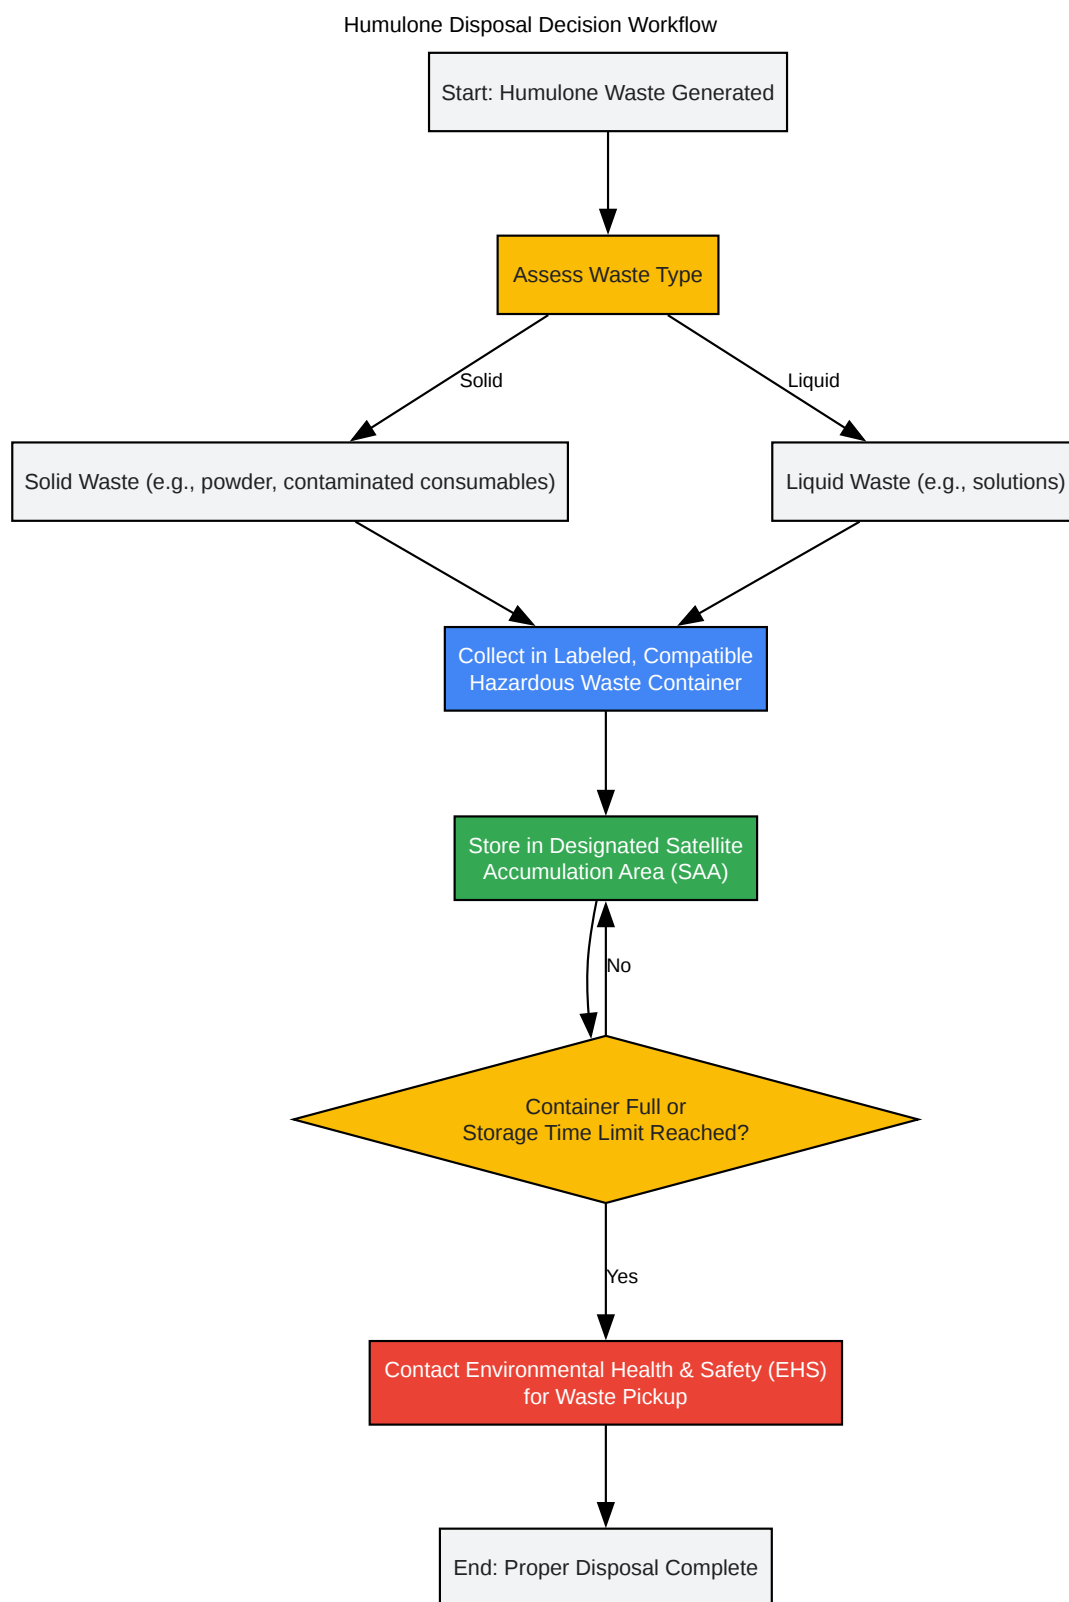 Humulone Disposal Decision Workflow
Start: Humulone Waste Generated
Assess Waste Type
Solid
Liquid
Solid Waste (e.g., powder, contaminated consumables)
Liquid Waste (e.g., solutions)
Collect in Labeled, Compatible
Hazardous Waste Container
Store in Designated Satellite
Accumulation Area (SAA)
No
Container Full or
Storage Time Limit Reached?
Yes
Contact Environmental Health & Safety (EHS)
for Waste Pickup
End: Proper Disposal Complete